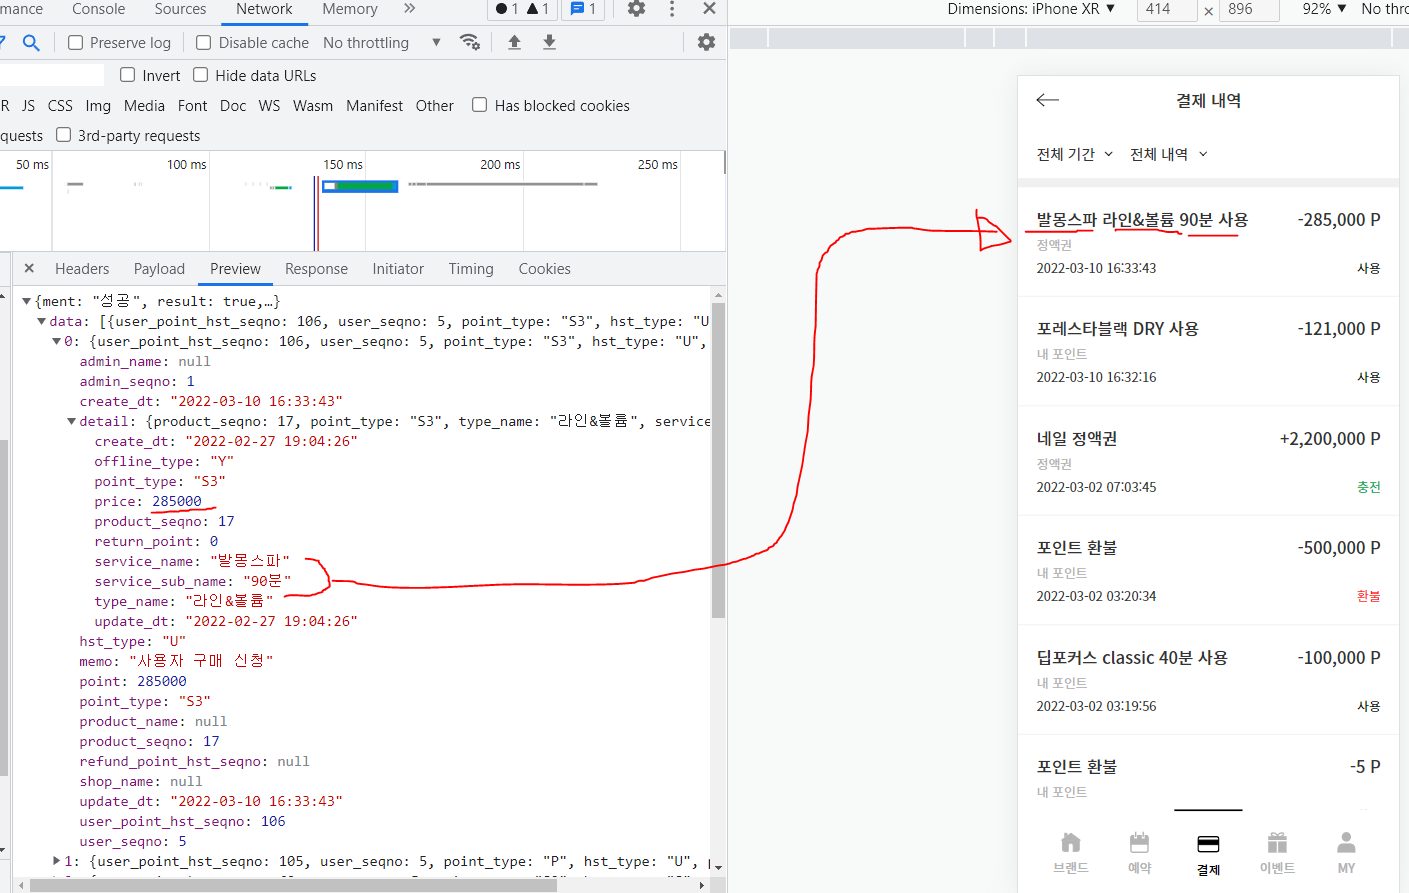 mance Console Sources Network Memory » 1 1 1
Preserve log Disable cache No throttling
Invert Hide data URLs
R JS CSS Img Media Font Doc WS Wasm Manifest Other Has blocked cookies
quests 3rd-party requests
50 ms 100 ms 150 ms 200 ms 250 ms
× Headers Payload Preview Response Initiator Timing Cookies
▼{ment: "성공", result: true,…}
▼data: [{user_point_hst_seqno: 106, user_seqno: 5, point_type: "S3", hst_type: "U
▼0: {user_point_hst_seqno: 106, user_seqno: 5, point_type: "S3", hst_type: "U",
admin_name: null
admin_seqno: 1
create_dt: "2022-03-10 16:33:43"
▼detail: {product_seqno: 17, point_type: "S3", type_name: "라인&볼륨", service
create_dt: "2022-02-27 19:04:26"
offline_type: "Y"
point_type: "S3"
price: 285000
product_seqno: 17
return_point: 0
service_name: "발몽스파"
service_sub_name: "90분"
type_name: "라인&볼륨"
update_dt: "2022-02-27 19:04:26"
hst_type: "U"
memo: "사용자 구매 신청"
point: 285000
point_type: "S3"
product_name: null
product_seqno: 17
refund_point_hst_seqno: null
shop_name: null
update_dt: "2022-03-10 16:33:43"
user_point_hst_seqno: 106
user_seqno: 5
▶1: {user_point_hst_seqno: 105, user_seqno: 5, point_type: "P", hst_type: "U",
Dimensions: iPhone XR ▼ 414 × 896 92% ▼ No thro
결제 내역
전체 기간 전체 내역
발몽스파 라인&볼륨 90분 사용 -285,000 P
정액권
2022-03-10 16:33:43 사용
포레스타블랙 DRY 사용 -121,000 P
내 포인트
2022-03-10 16:32:16 사용
네일 정액권 +2,200,000 P
정액권
2022-03-02 07:03:45 충전
포인트 환불 -500,000 P
내 포인트
2022-03-02 03:20:34 환불
딥포커스 classic 40분 사용 -100,000 P
내 포인트
2022-03-02 03:19:56 사용
포인트 환불 -5 P
내 포인트
브랜드 예약 결제 이벤트 MY